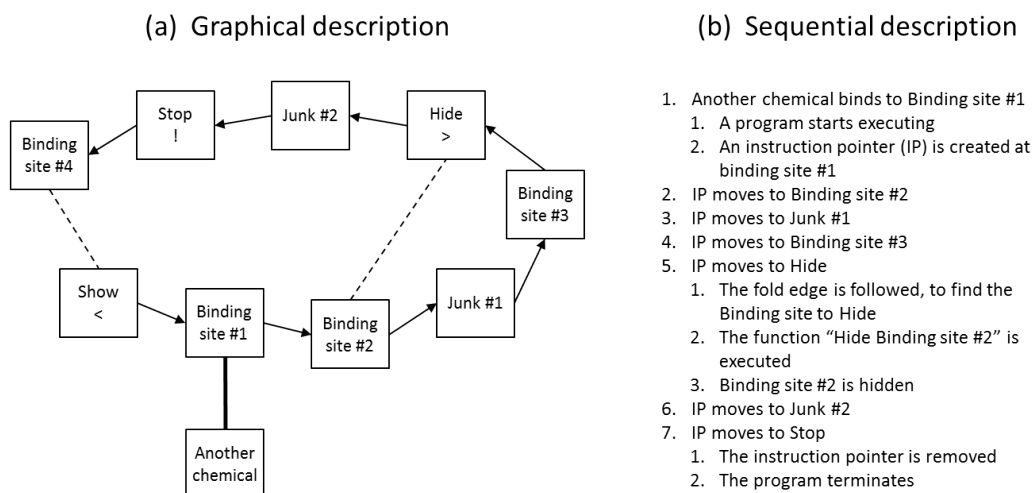 (a) Graphical description
(b) Sequential description
Binding
site #4
Stop
!
Junk #2
Hide
>
Binding
site #3
Show
<
Binding
site #1
Binding
site #2
Junk #1
Another
chemical
1. Another chemical binds to Binding site #1
1. A program starts executing
2. An instruction pointer (IP) is created at
binding site #1
2. IP moves to Binding site #2
3. IP moves to Junk #1
4. IP moves to Binding site #3
5. IP moves to Hide
1. The fold edge is followed, to find the
Binding site to Hide
2. The function “Hide Binding site #2” is
executed
3. Binding site #2 is hidden
6. IP moves to Junk #2
7. IP moves to Stop
1. The instruction pointer is removed
2. The program terminates